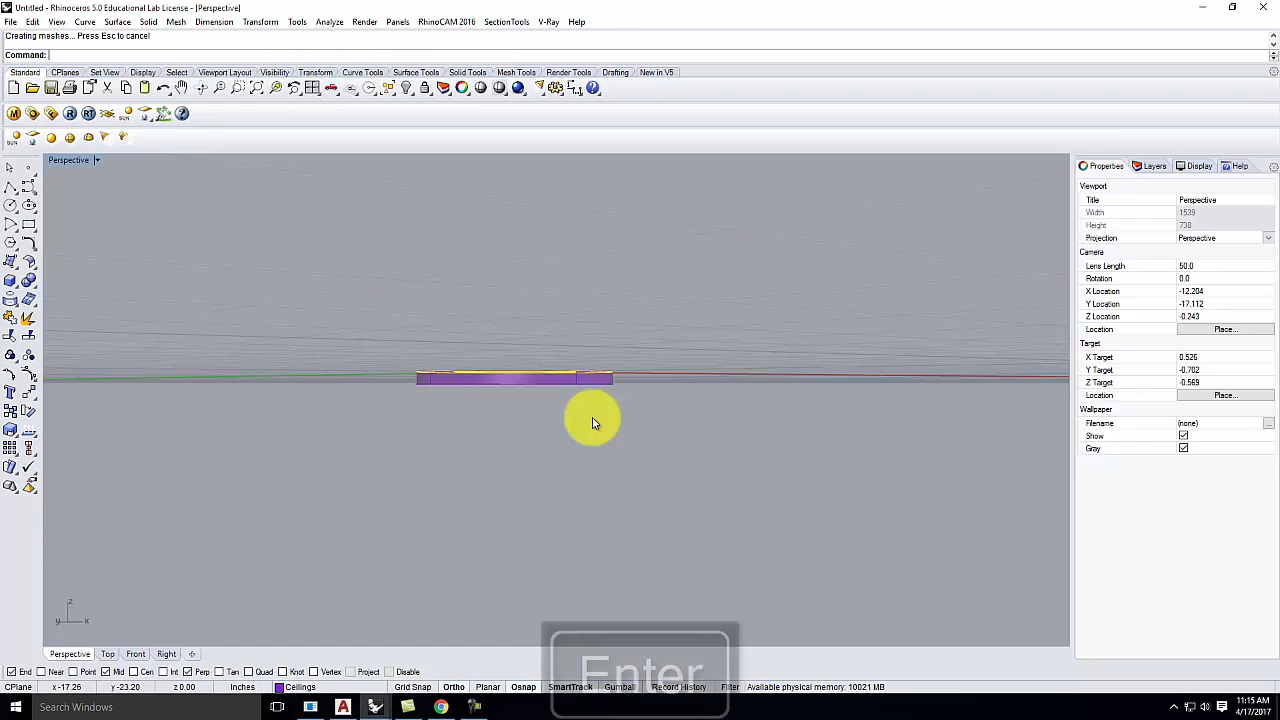 Untitled - Rhinoceros 5.0 Educational Lab License - [Perspective]
File Edit View Curve Surface Solid Mesh Dimension Transform Tools Analyze Render Panels RhinoCAM 2016 SectionTools V-Ray Help
Creating meshes... Press Esc to cancel
Command:
Standard CPlanes Set View Display Select Viewport Layout Visibility Transform Curve Tools Surface Tools Solid Tools Mesh Tools Render Tools Drafting New in V5
M R RT SUN
SUN
Perspective
Properties Layers Display Help
Viewport
Title Perspective
Width 1539
Height 738
Projection Perspective
Camera
Lens Length 50.0
Rotation 0.0
X Location -12.204
Y Location -17.112
Z Location -0.243
Location Place...
Target
X Target 0.526
Y Target -0.702
Z Target -0.569
Location Place...
Wallpaper
Filename (none) ...
Show
Gray
z
y x
Enter
Perspective Top Front Right
End Near Point Mid Cen Int Perp Tan Quad Knot Vertex Project Disable
CPlane x -17.26 y -23.20 z 0.00 Inches Ceilings Grid Snap Ortho Planar Osnap SmartTrack Gumball Record History Filter Available physical memory: 10021 MB
Search Windows
11:15 AM
4/17/2017